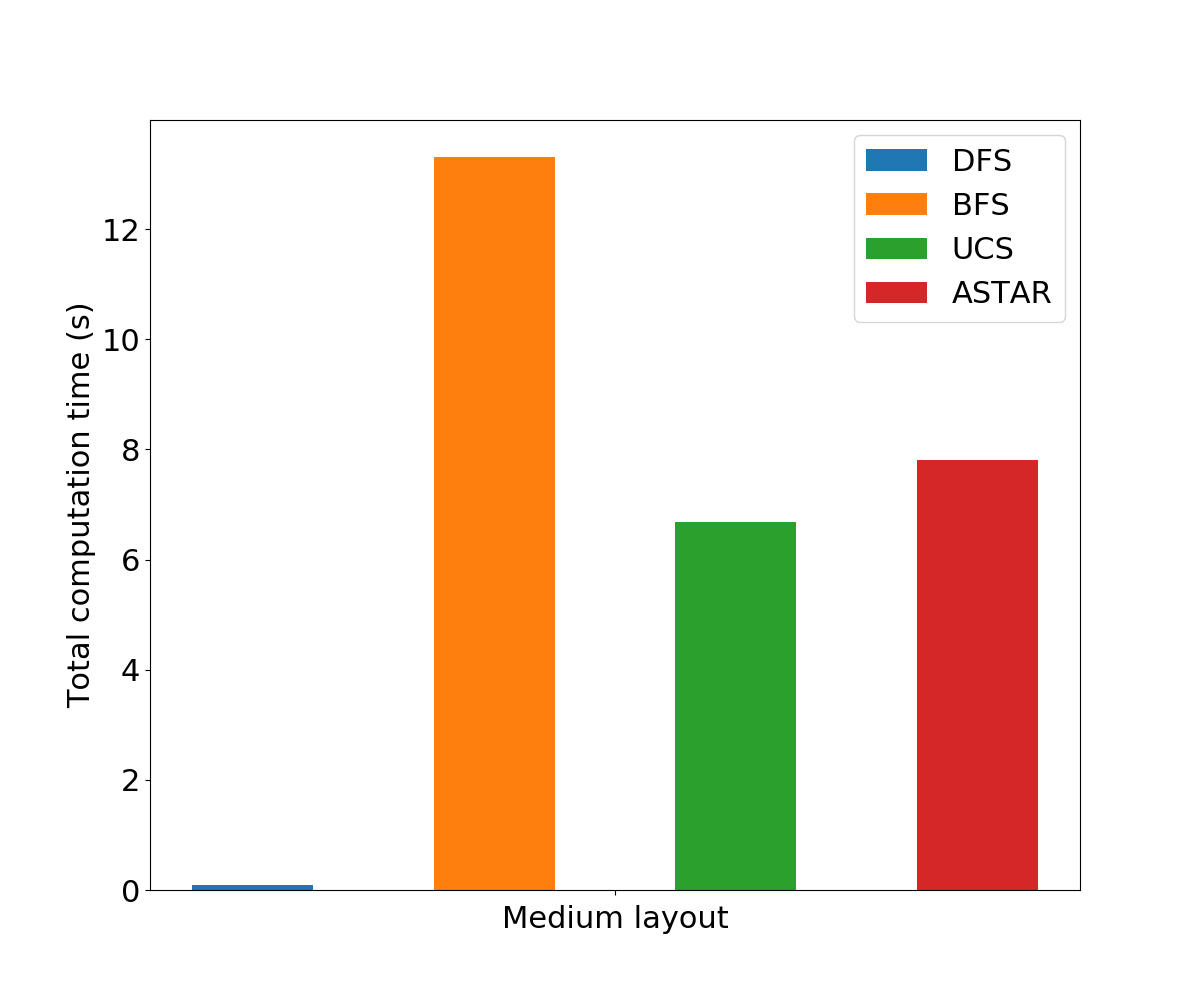 DFS
BFS
UCS
ASTAR
Total computation time (s)
12
10
8
6
4
2
0
Medium layout